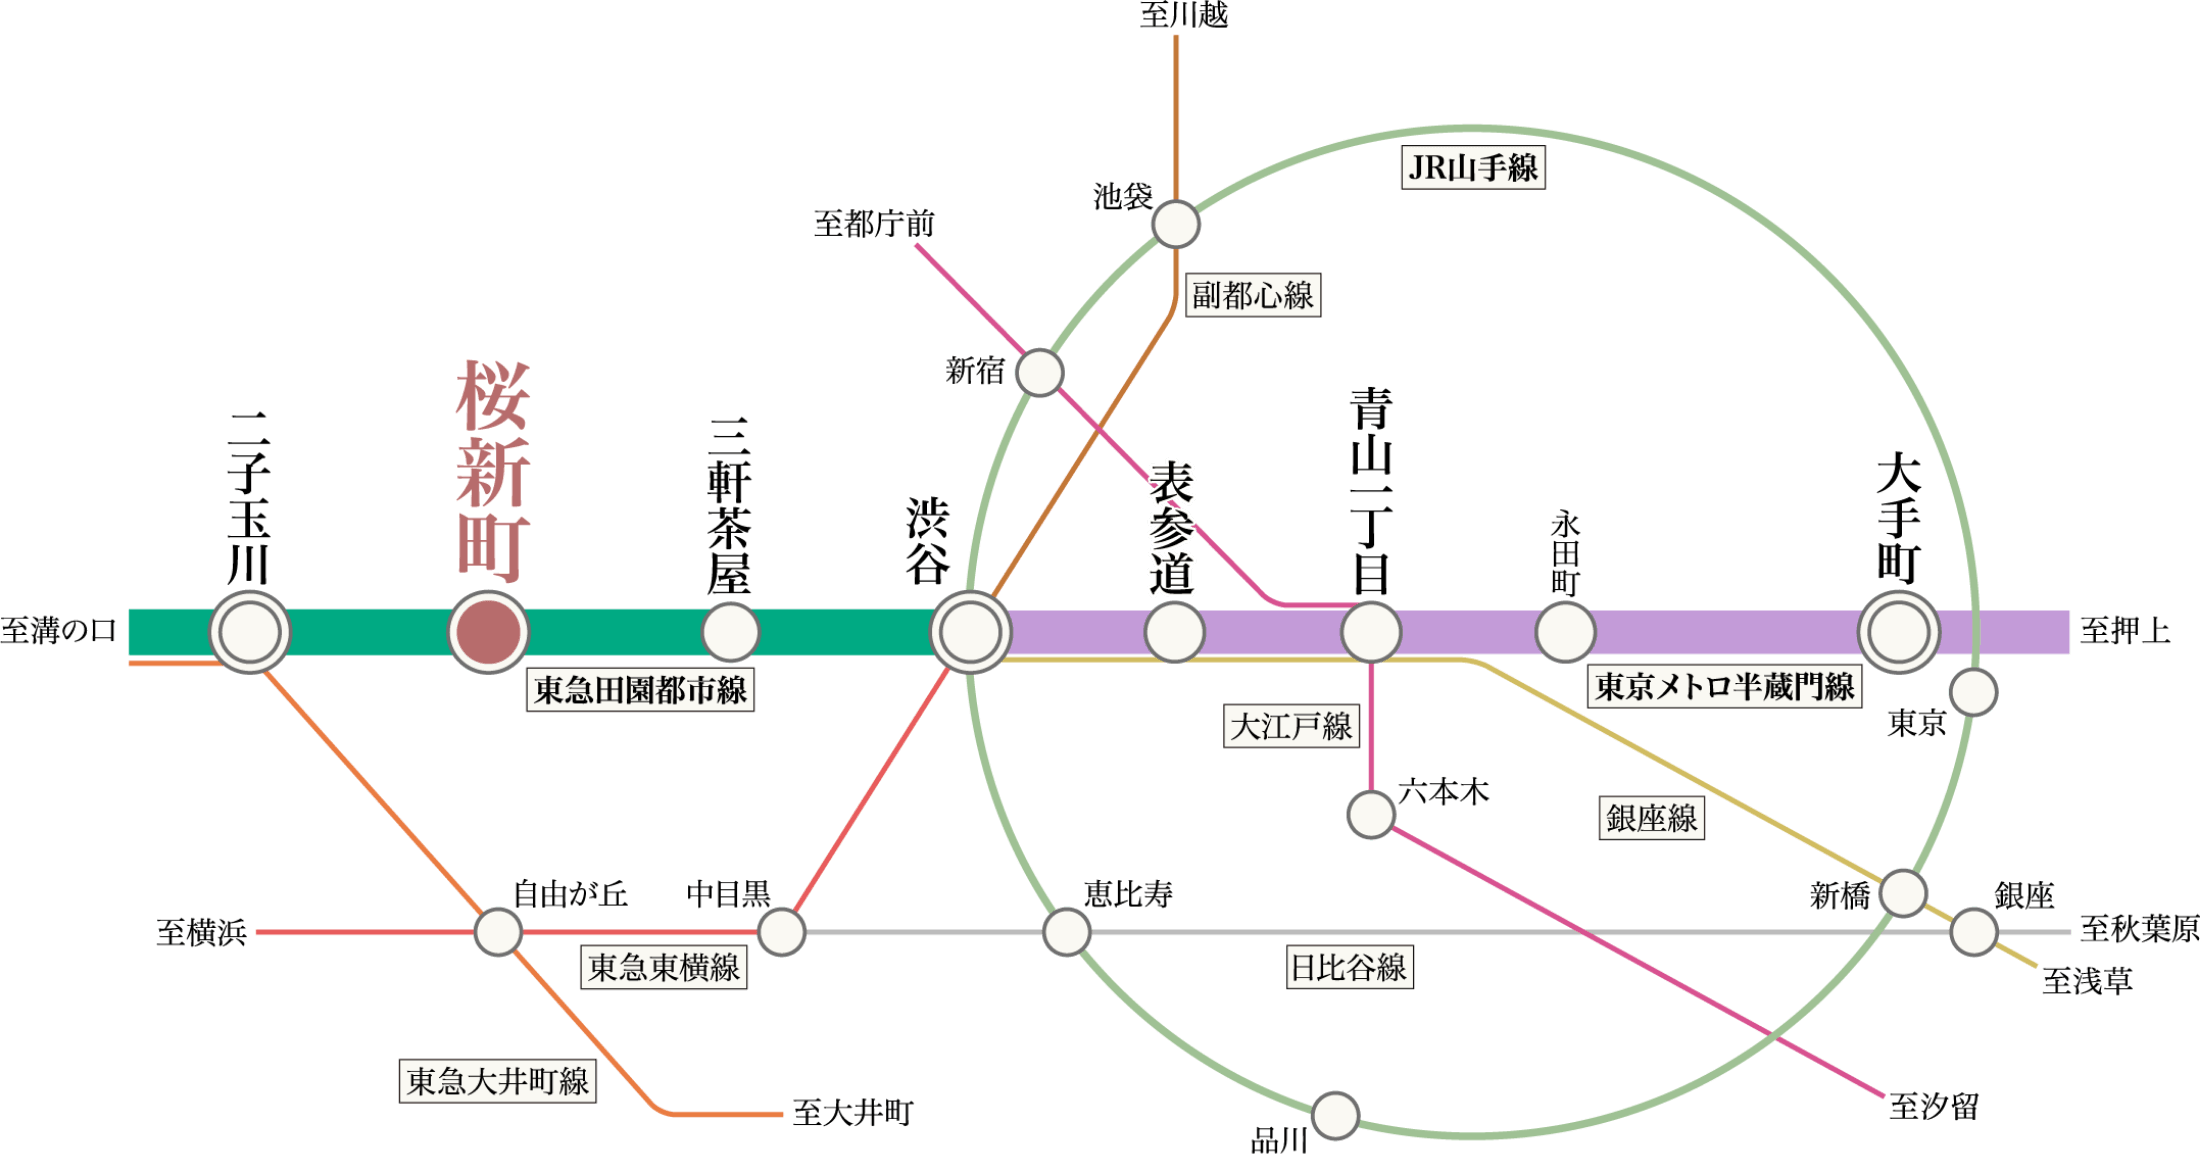 至川越
JR山手線
池袋
至都庁前
副都心線
新宿
二子玉川
桜新町
三軒茶屋
渋谷
表参道
青山一丁目
永田町
大手町
至溝の口
至押上
東急田園都市線
東京メトロ半蔵門線
東京
大江戸線
六本木
銀座線
自由が丘
中目黒
恵比寿
新橋
銀座
至横浜
至秋葉原
東急東横線
日比谷線
至浅草
東急大井町線
至大井町
至汐留
品川